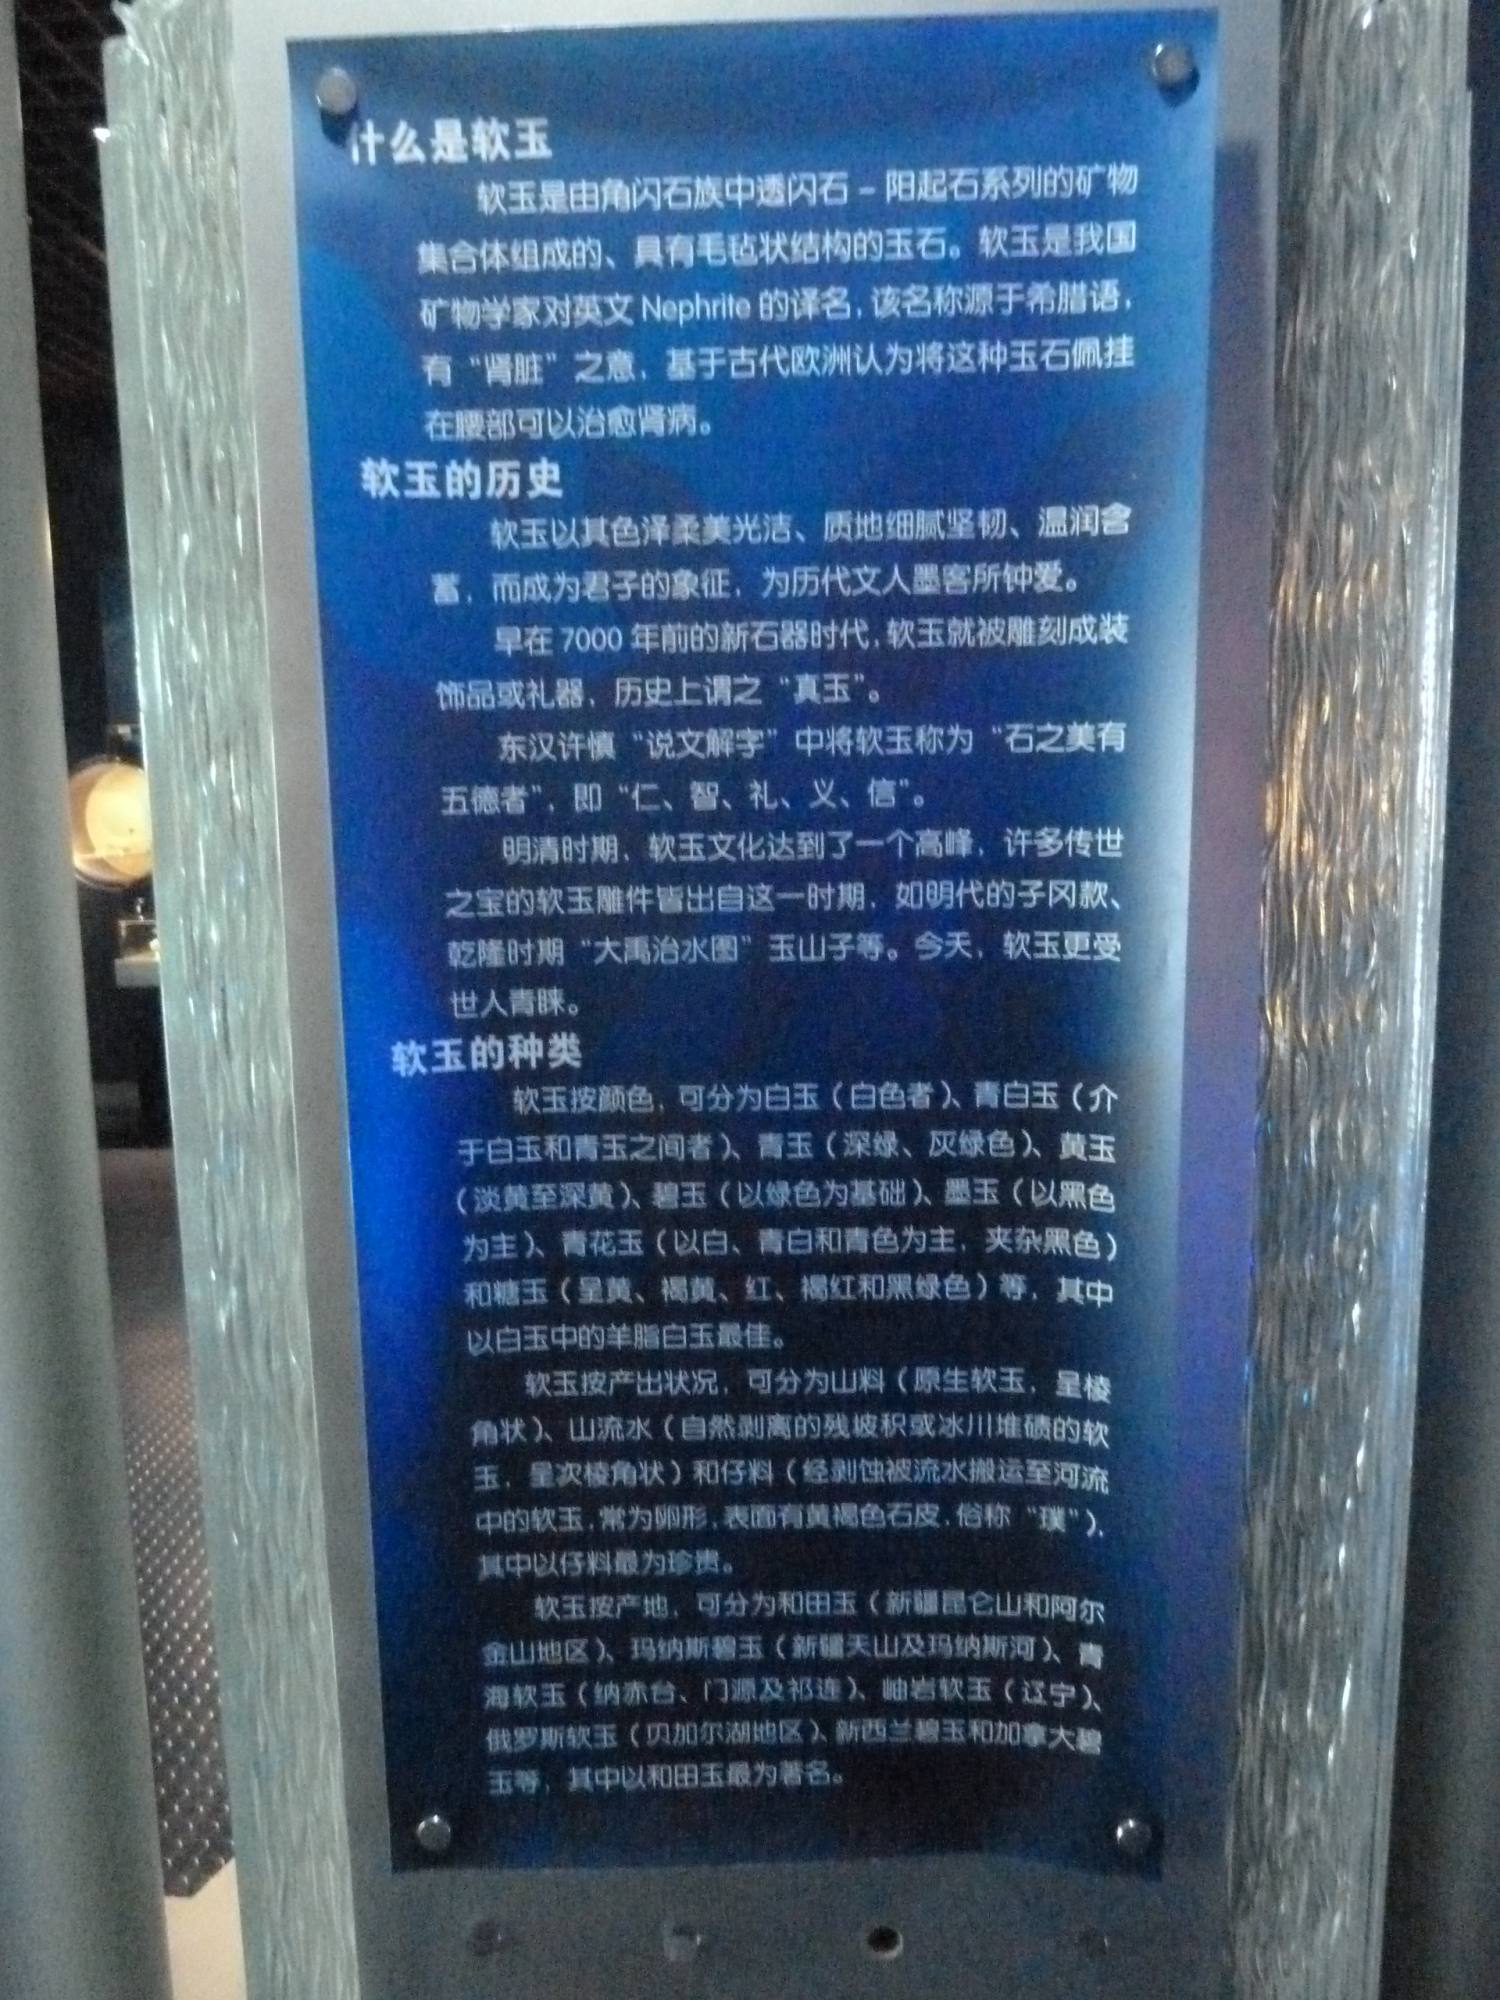 什么是软玉
软玉是由角闪石族中透闪石－阳起石系列的矿物
集合体组成的、具有毛毡状结构的玉石。软玉是我国
矿物学家对英文 Nephrite 的译名，该名称源于希腊语，
有“肾脏”之意，基于古代欧洲认为将这种玉石佩挂
在腰部可以治愈肾病。
软玉的历史
软玉以其色泽柔美光洁、质地细腻坚韧、温润含
蓄，而成为君子的象征，为历代文人墨客所钟爱。
早在 7000 年前的新石器时代，软玉就被雕刻成装
饰品或礼器，历史上谓之“真玉”。
东汉许慎“说文解字”中将软玉称为“石之美有
五德者”，即“仁、智、礼、义、信”。
明清时期，软玉文化达到了一个高峰，许多传世
之宝的软玉雕件皆出自这一时期，如明代的子冈款、
乾隆时期“大禹治水图”玉山子等。今天，软玉更受
世人青睐。
软玉的种类
软玉按颜色，可分为白玉（白色者）、青白玉（介
于白玉和青玉之间者）、青玉（深绿、灰绿色）、黄玉
（淡黄至深黄）、碧玉（以绿色为基础）、墨玉（以黑色
为主）、青花玉（以白、青白和青色为主，夹杂黑色）
和糖玉（呈黄、褐黄、红、褐红和黑绿色）等，其中
以白玉中的羊脂白玉最佳。
软玉按产出状况，可分为山料（原生软玉，呈棱
角状）、山流水（自然剥离的残坡积或冰川堆碛的软
玉，呈次棱角状）和仔料（经剥蚀被流水搬运至河流
中的软玉，常为卵形，表面有黄褐色石皮，俗称“璞”），
其中以仔料最为珍贵。
软玉按产地，可分为和田玉（新疆昆仑山和阿尔
金山地区）、玛纳斯碧玉（新疆天山及玛纳斯河）、青
海软玉（纳赤台、门源及祁连）、岫岩软玉（辽宁）、
俄罗斯软玉（贝加尔湖地区）、新西兰碧玉和加拿大碧
玉等，其中以和田玉最为著名。